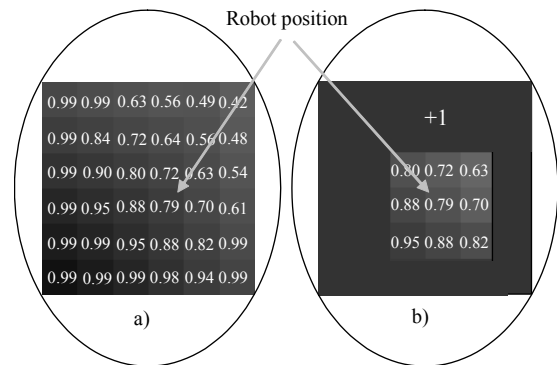 Robot position
0.99 0.99 0.63 0.56 0.49 0.42
+1
0.99 0.84 0.72 0.64 0.56 0.48
0.99 0.90 0.80 0.72 0.63 0.54
0.80 0.72 0.63
0.99 0.95 0.88 0.79 0.70 0.61
0.88 0.79 0.70
0.99 0.99 0.95 0.88 0.82 0.99
0.95 0.88 0.82
0.99 0.99 0.99 0.98 0.94 0.99
a)
b)